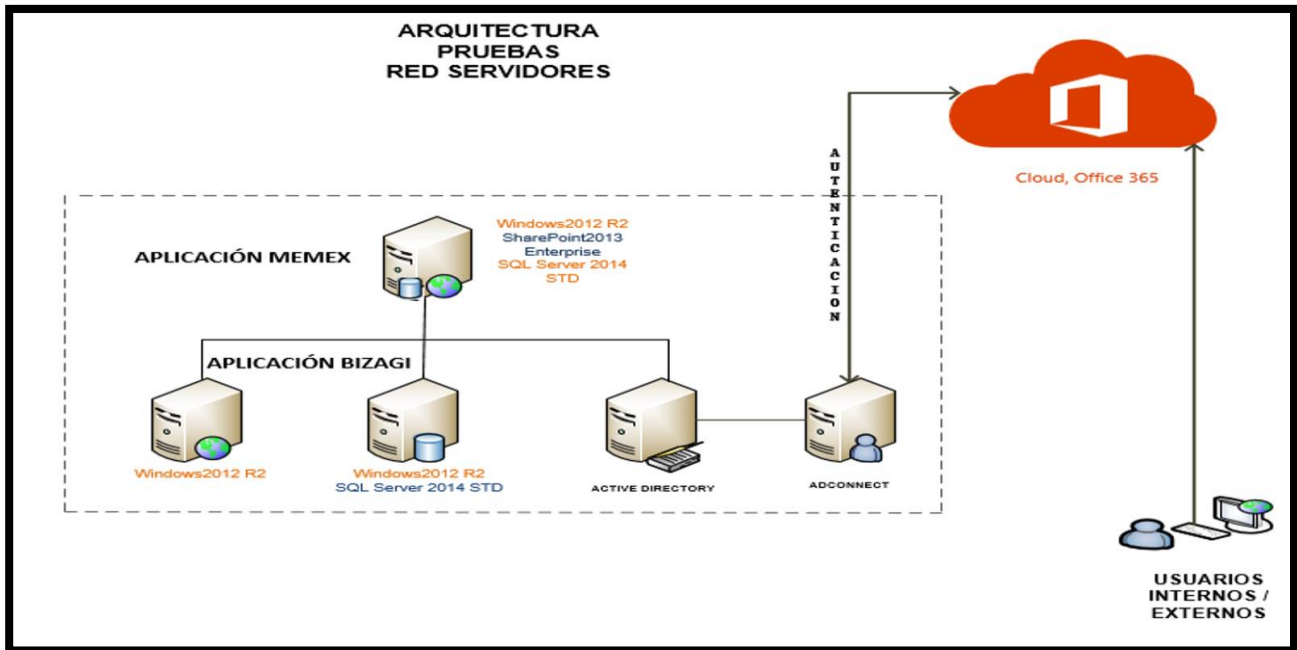 ARQUITECTURA
PRUEBAS
RED SERVIDORES
Cloud, Office 365
AUTENTICACION
APLICACIÓN MEMEX
Windows2012 R2
SharePoint2013
Enterprise
SQL Server 2014
STD
APLICACIÓN BIZAGI
Windows2012 R2
Windows2012 R2
SQL Server 2014 STD
ACTIVE DIRECTORY
ADCONNECT
USUARIOS
INTERNOS /
EXTERNOS